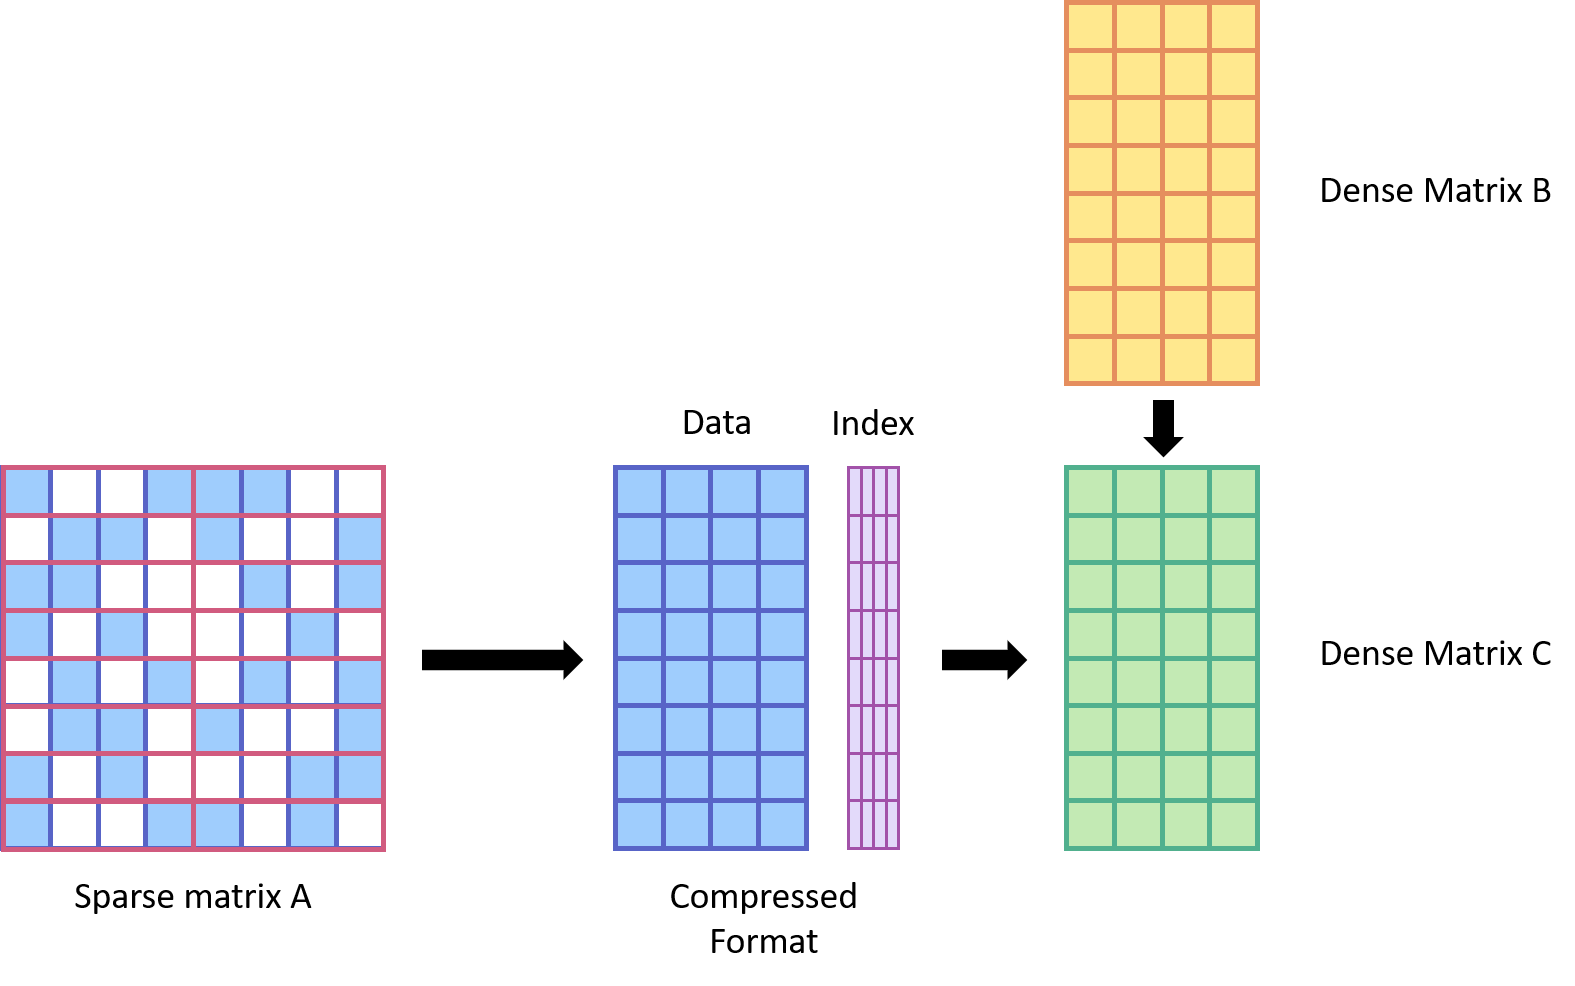 Dense Matrix B
Data
Index
Dense Matrix C
Sparse matrix A
Compressed
Format